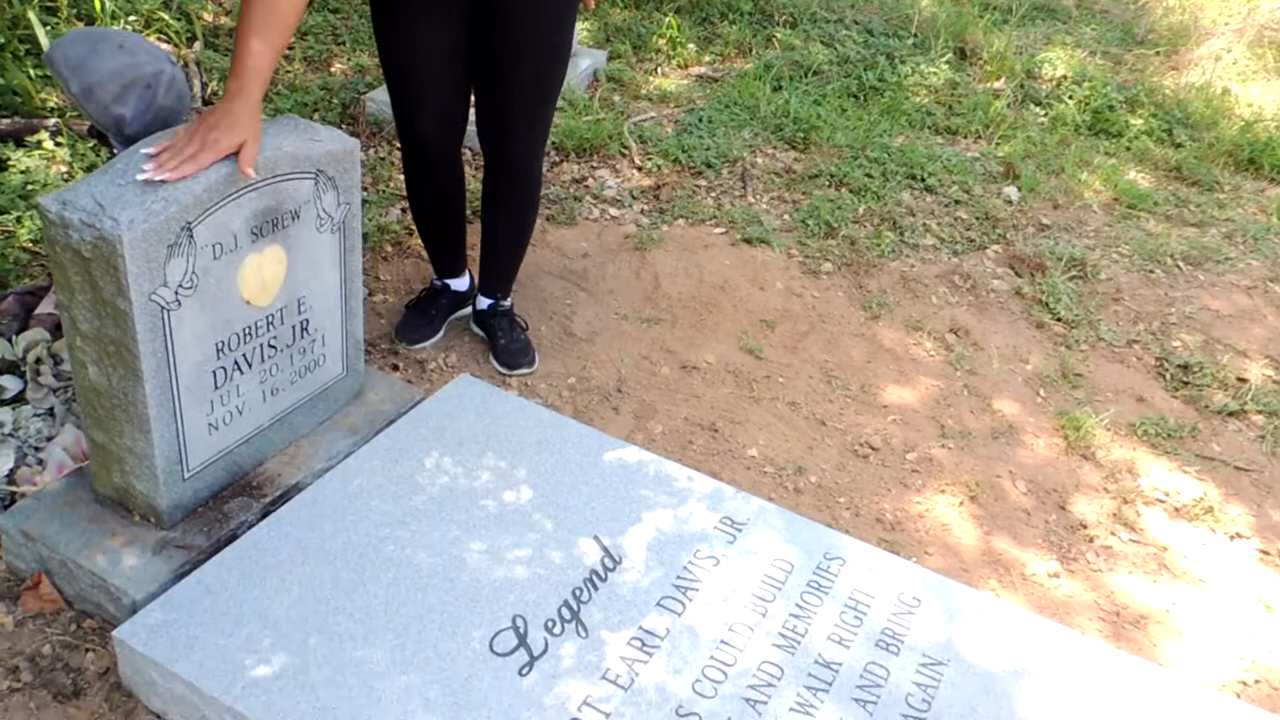 "D.J. SCREW"
ROBERT E.
DAVIS, JR.
JUL 20, 1971
NOV. 16, 2000
Legend
EARL DAVIS, JR.
COULD BUILD
AND MEMORIES
WALK RIGHT
AND BRING
AGAIN.